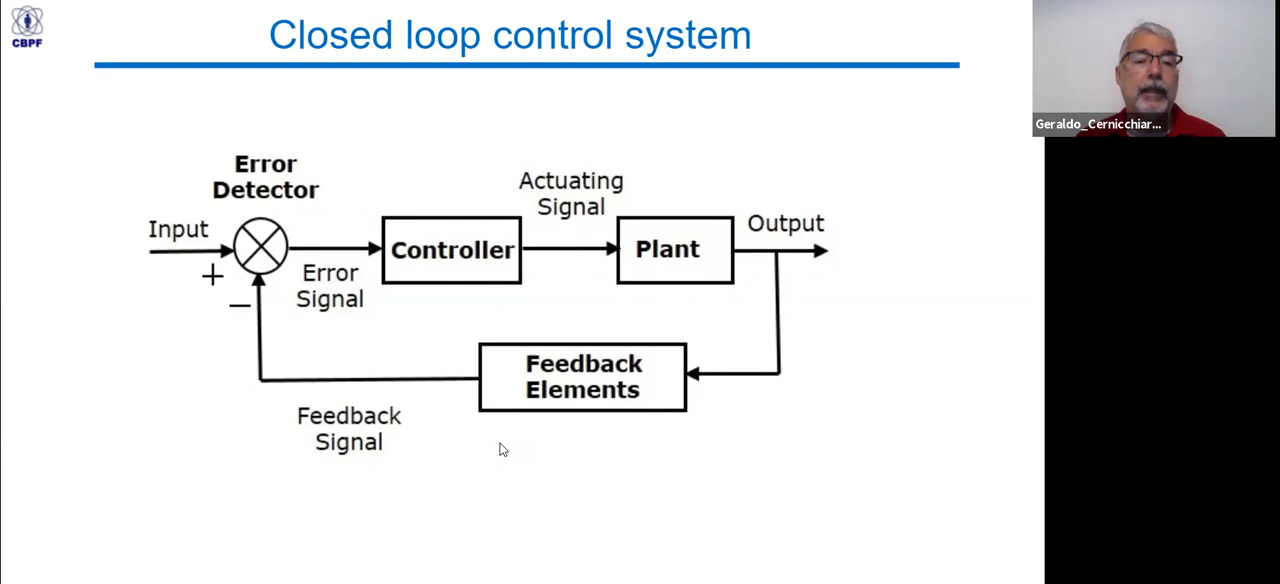 CBPF
Closed loop control system
Geraldo_Cernicchiar...
Error
Detector
Input
+
−
Error
Signal
Controller
Actuating
Signal
Plant
Output
Feedback
Elements
Feedback
Signal